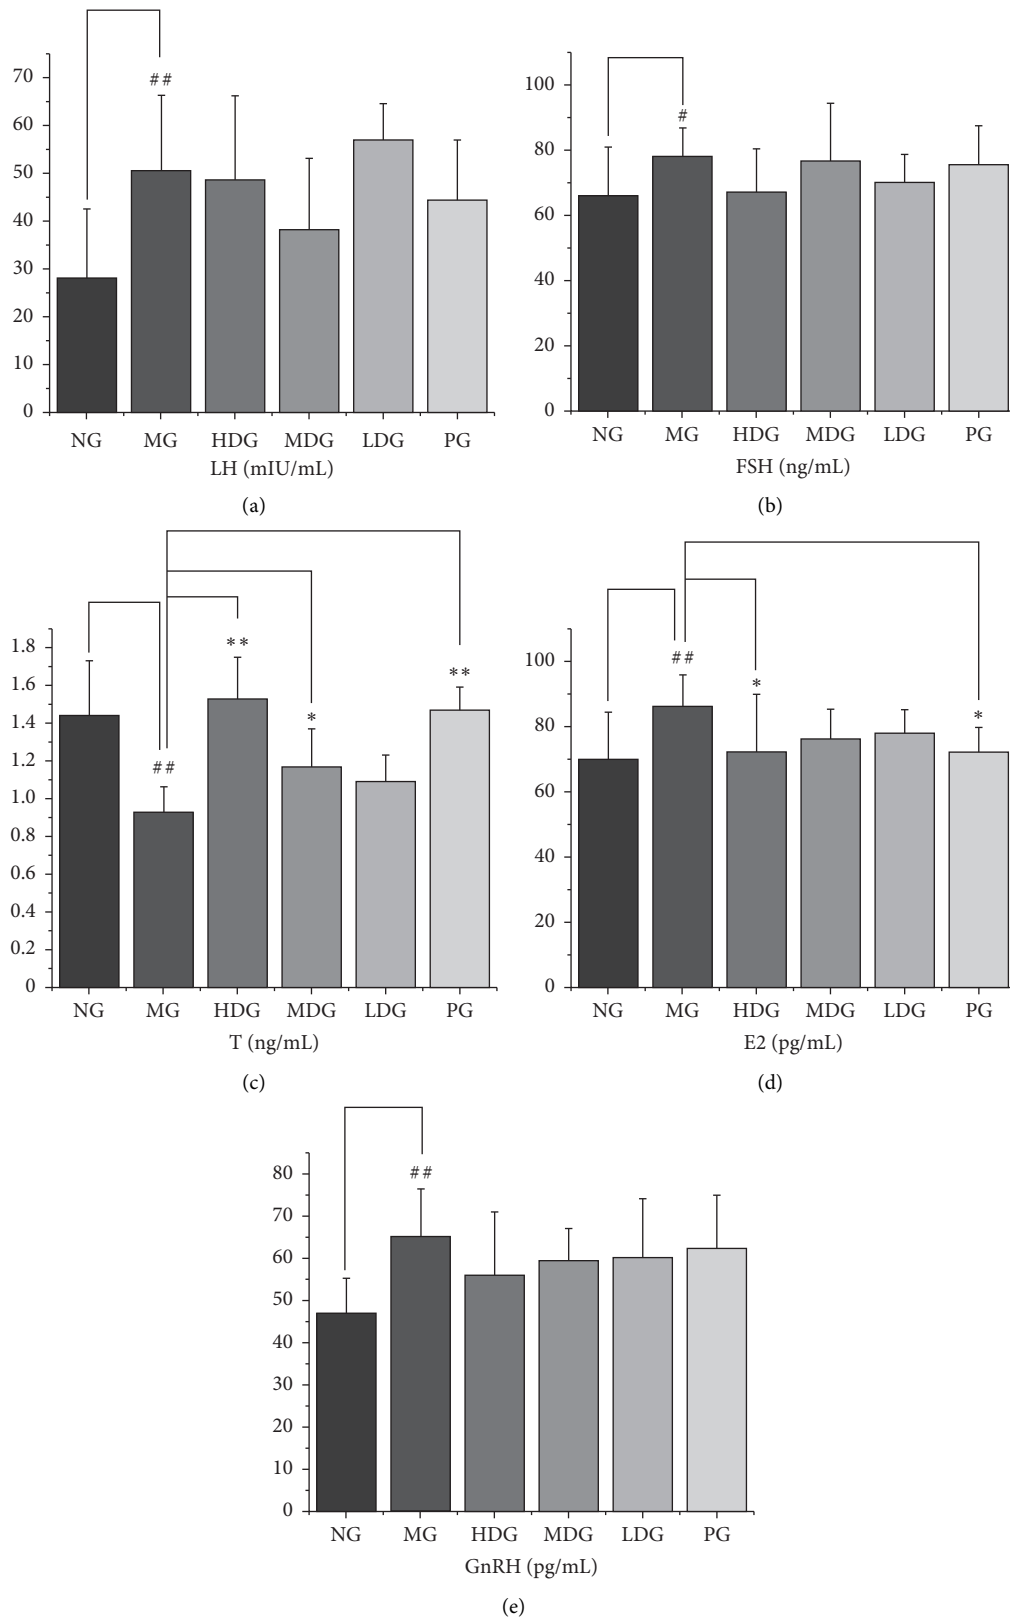 ##
70
60
50
40
30
20
10
0
NG MG HDG MDG LDG PG
LH (mIU/mL)
(a)
#
100
80
60
40
20
0
NG MG HDG MDG LDG PG
FSH (ng/mL)
(b)
** ** * ##
1.8
1.6
1.4
1.2
1.0
0.8
0.6
0.4
0.2
0
NG MG HDG MDG LDG PG
T (ng/mL)
(c)
## * *
100
80
60
40
20
0
NG MG HDG MDG LDG PG
E2 (pg/mL)
(d)
##
80
70
60
50
40
30
20
10
0
NG MG HDG MDG LDG PG
GnRH (pg/mL)
(e)